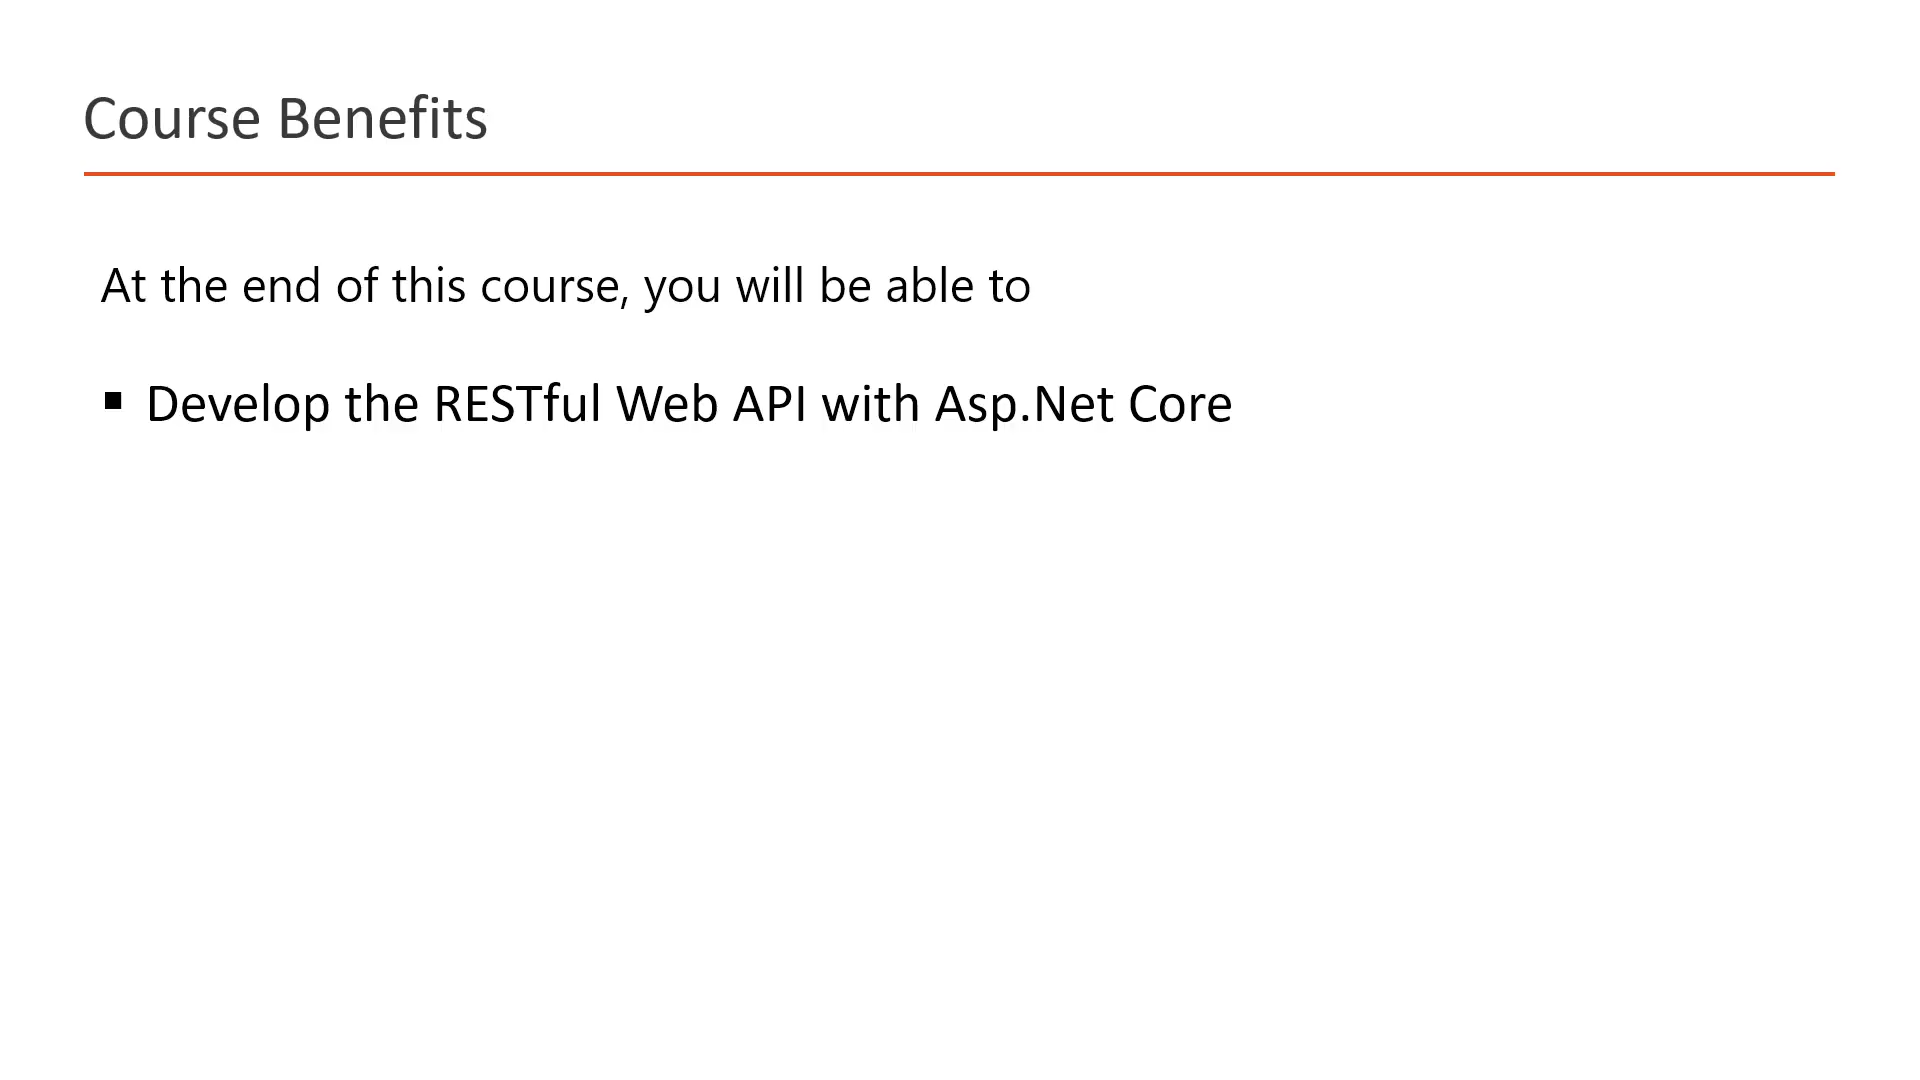 Course Benefits
At the end of this course, you will be able to
▪ Develop the RESTful Web API with Asp.Net Core